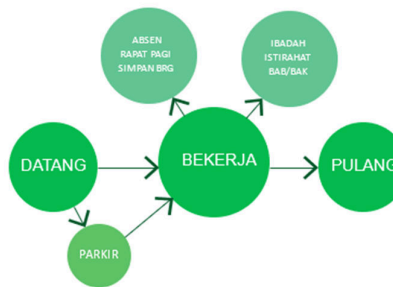 ABSEN
RAPAT PAGI
SIMPAN BRG
IBADAH
ISTIRAHAT
BAB/BAK
DATANG
BEKERJA
PULANG
PARKIR